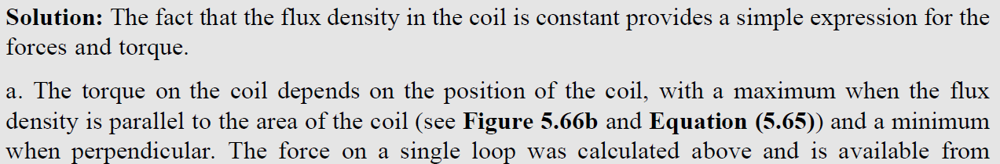 Solution: The fact that the flux density in the coil is constant provides a simple expression for the
forces and torque.
a. The torque on the coil depends on the position of the coil, with a maximum when the flux
density is parallel to the area of the coil (see Figure 5.66b and Equation (5.65)) and a minimum
when perpendicular. The force on a single loop was calculated above and is available from